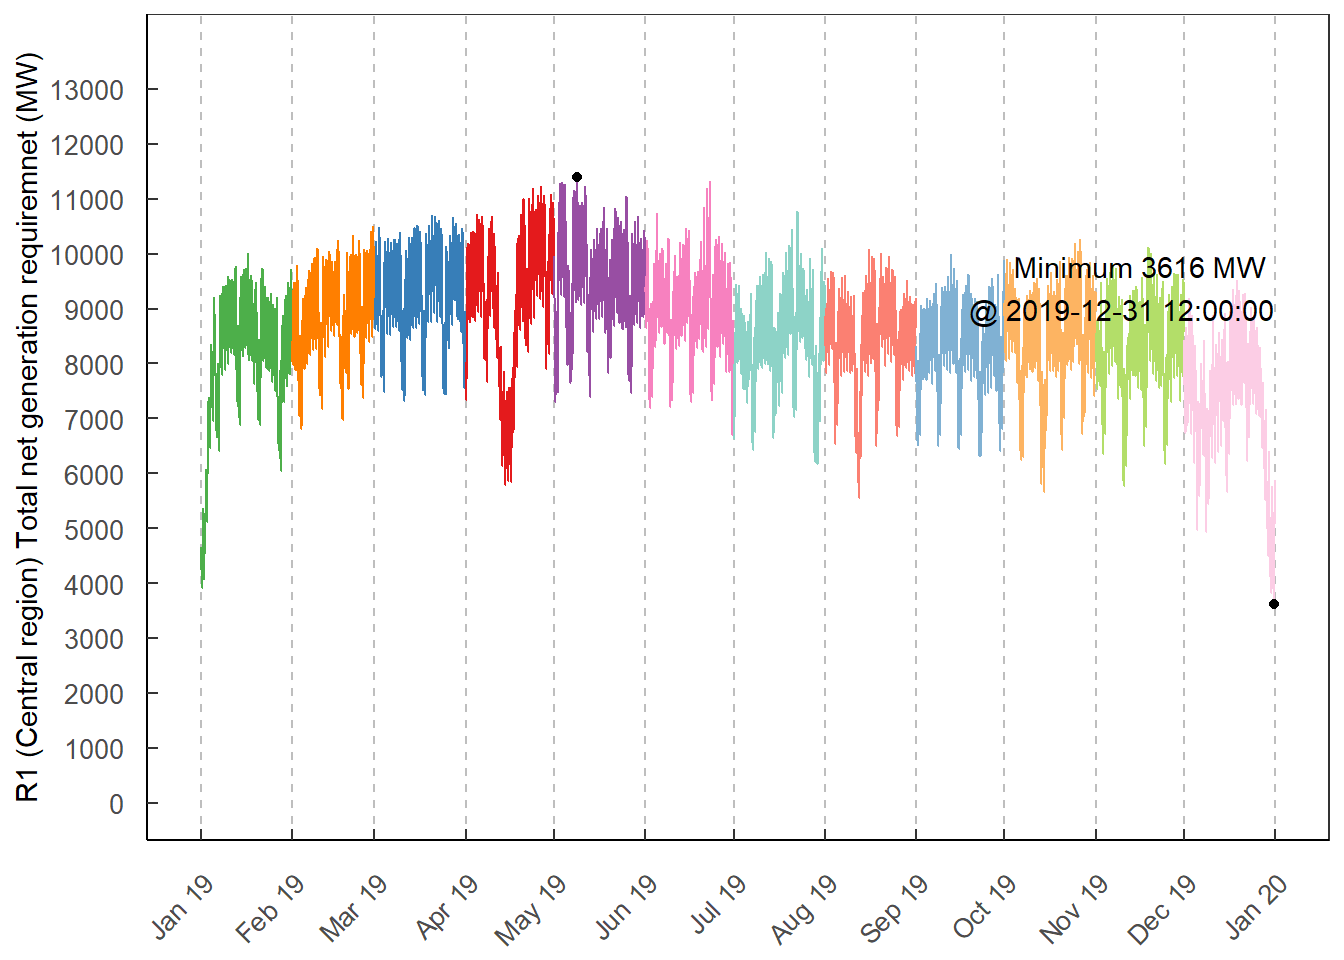 R1 (Central region) Total net generation requiremnet (MW)
13000
12000
11000
10000
9000
8000
7000
6000
5000
4000
3000
2000
1000
0
Minimum 3616 MW
@ 2019-12-31 12:00:00
Jan 19
Feb 19
Mar 19
Apr 19
May 19
Jun 19
Jul 19
Aug 19
Sep 19
Oct 19
Nov 19
Dec 19
Jan 20